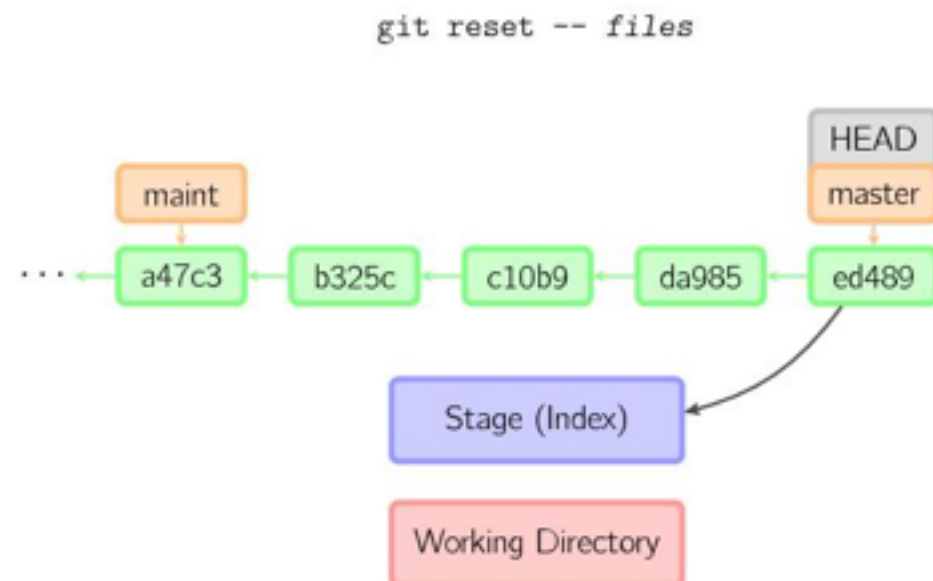 git reset -- files
HEAD
maint
master
... a47c3 b325c c10b9 da985 ed489
Stage (Index)
Working Directory